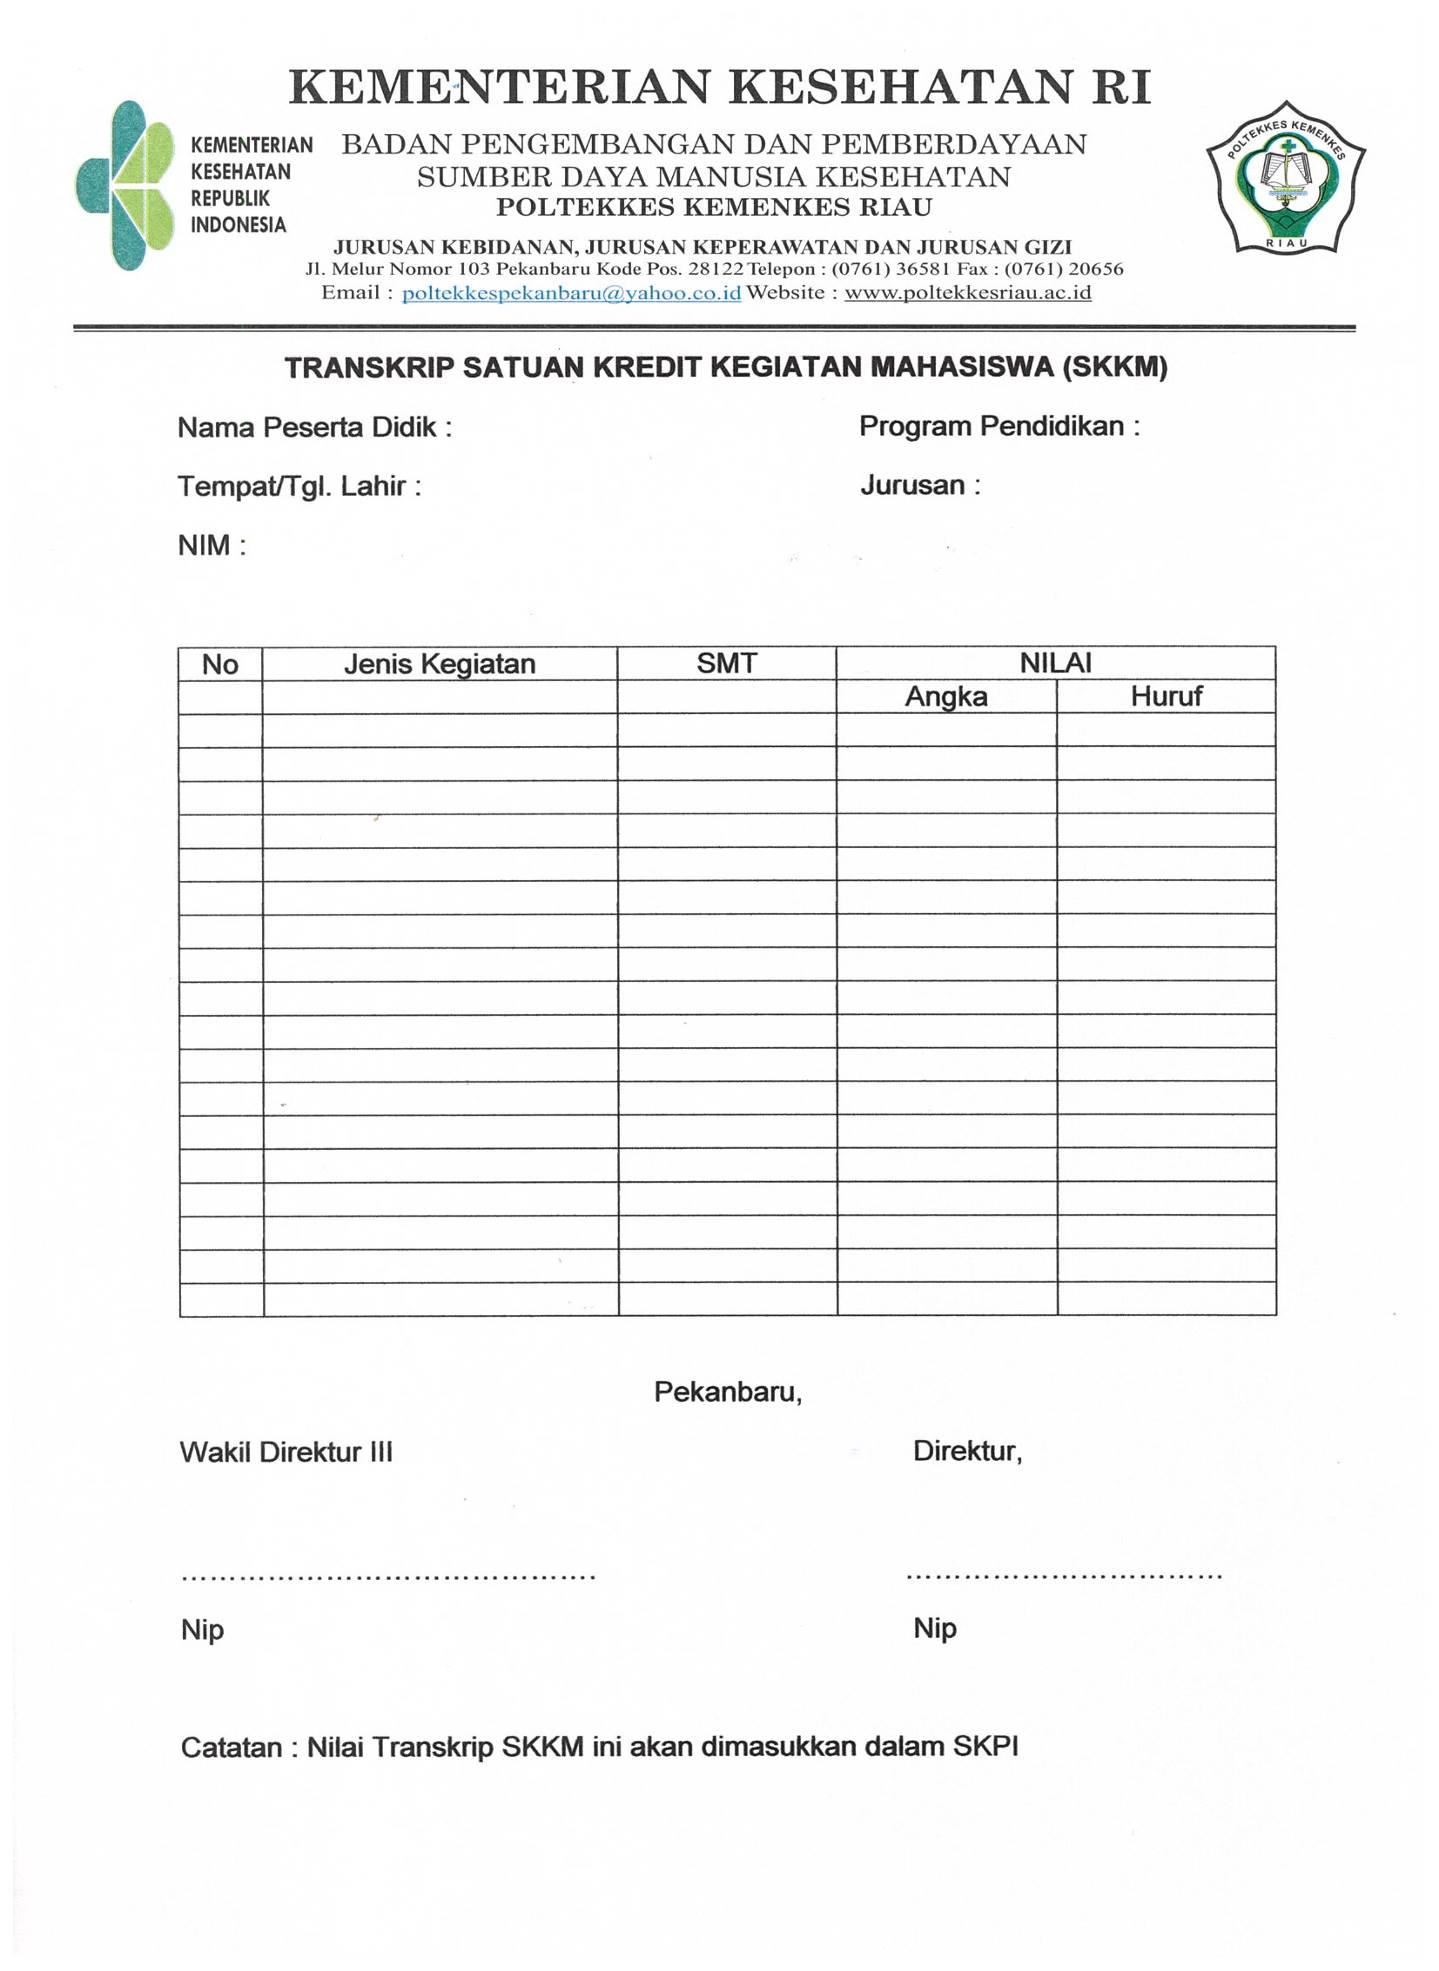 KEMENTERIAN KESEHATAN RI
KEMENTERIAN
KESEHATAN
REPUBLIK
INDONESIA
BADAN PENGEMBANGAN DAN PEMBERDAYAAN
SUMBER DAYA MANUSIA KESEHATAN
POLTEKKES KEMENKES RIAU
JURUSAN KEBIDANAN, JURUSAN KEPERAWATAN DAN JURUSAN GIZI
Jl. Melur Nomor 103 Pekanbaru Kode Pos. 28122 Telepon : (0761) 36581 Fax : (0761) 20656
Email : poltekkespekanbaru@yahoo.co.id Website : www.poltekkesriau.ac.id
POLTEKKES KEMENKES
RIAU
TRANSKRIP SATUAN KREDIT KEGIATAN MAHASISWA (SKKM)
Nama Peserta Didik : Program Pendidikan :
Tempat/Tgl. Lahir : Jurusan :
NIM :
No Jenis Kegiatan SMT NILAI
Angka Huruf
Pekanbaru,
Wakil Direktur III Direktur,
........................................... .................................
Nip Nip
Catatan : Nilai Transkrip SKKM ini akan dimasukkan dalam SKPI